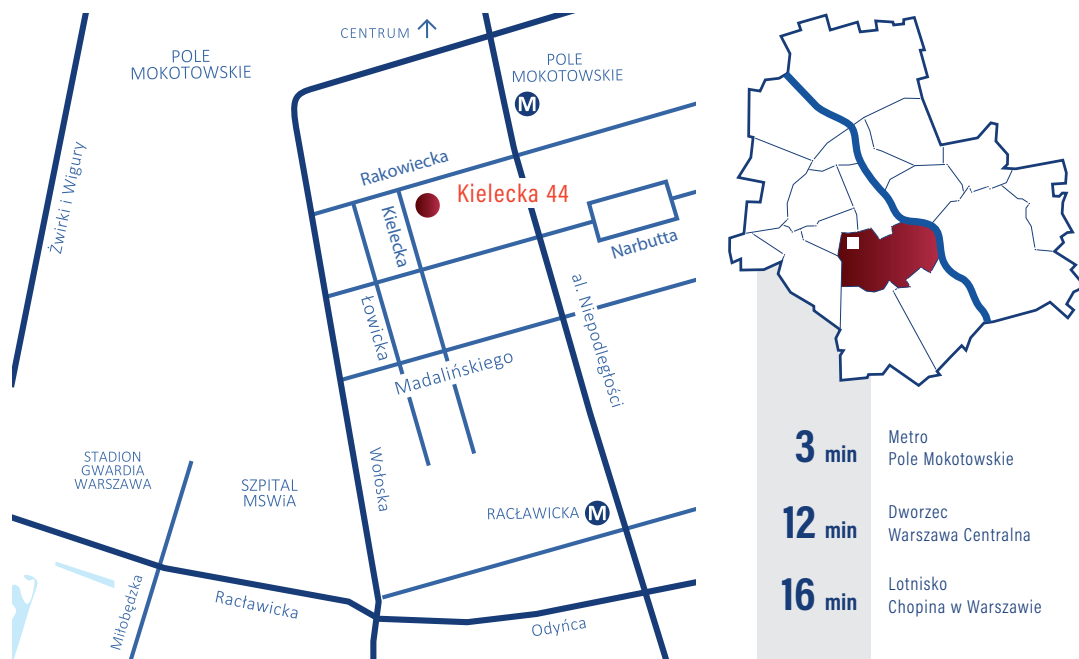 CENTRUM
POLE
MOKOTOWSKIE
POLE
MOKOTOWSKIE
M
Żwirki i Wigury
Rakowiecka
Kielecka 44
Kielecka
Narbutta
Łowicka
al. Niepodległości
Madalińskiego
STADION
GWARDIA
WARSZAWA
SZPITAL
MSWiA
Wołoska
RACŁAWICKA M
Miłobędzka
Racławicka
Odyńca
3 min
Metro
Pole Mokotowskie
12 min
Dworzec
Warszawa Centralna
16 min
Lotnisko
Chopina w Warszawie